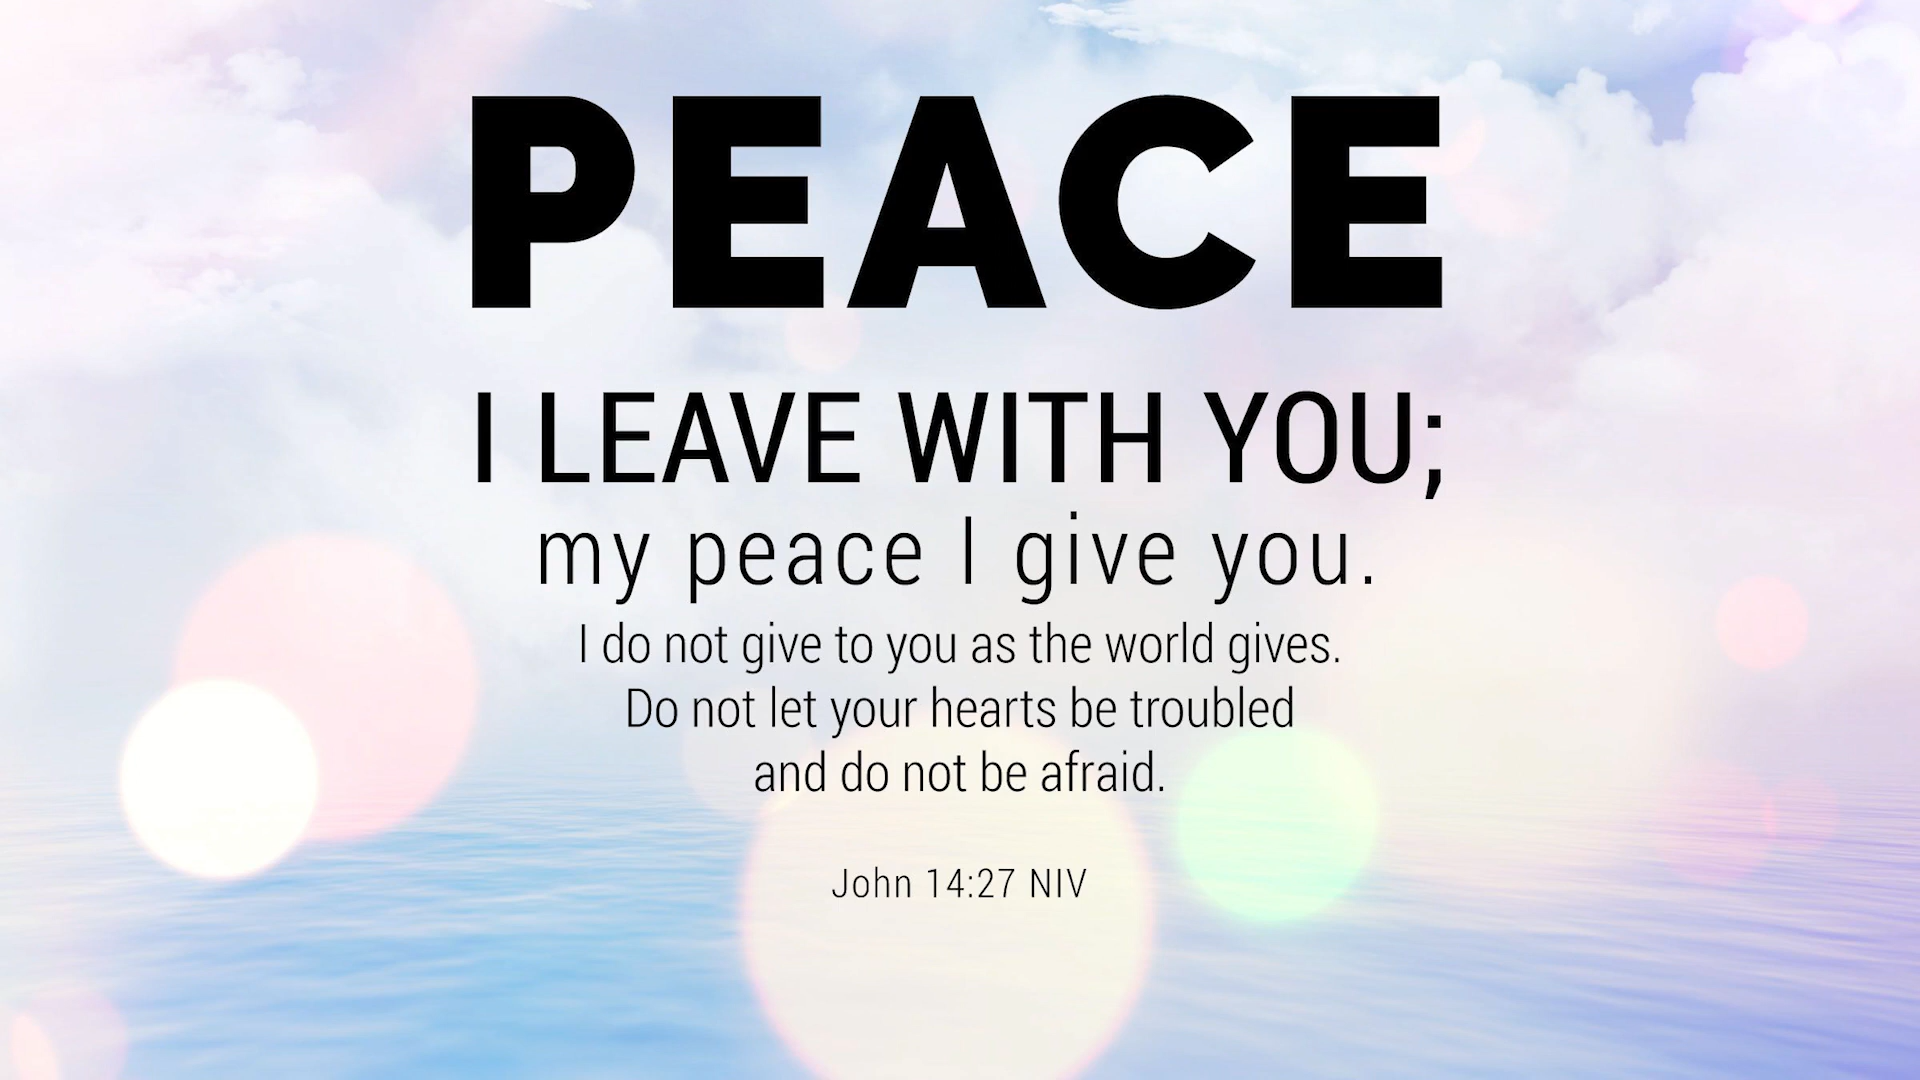 PEACE
I LEAVE WITH YOU;
my peace I give you.
I do not give to you as the world gives.
Do not let your hearts be troubled
and do not be afraid.
John 14:27 NIV